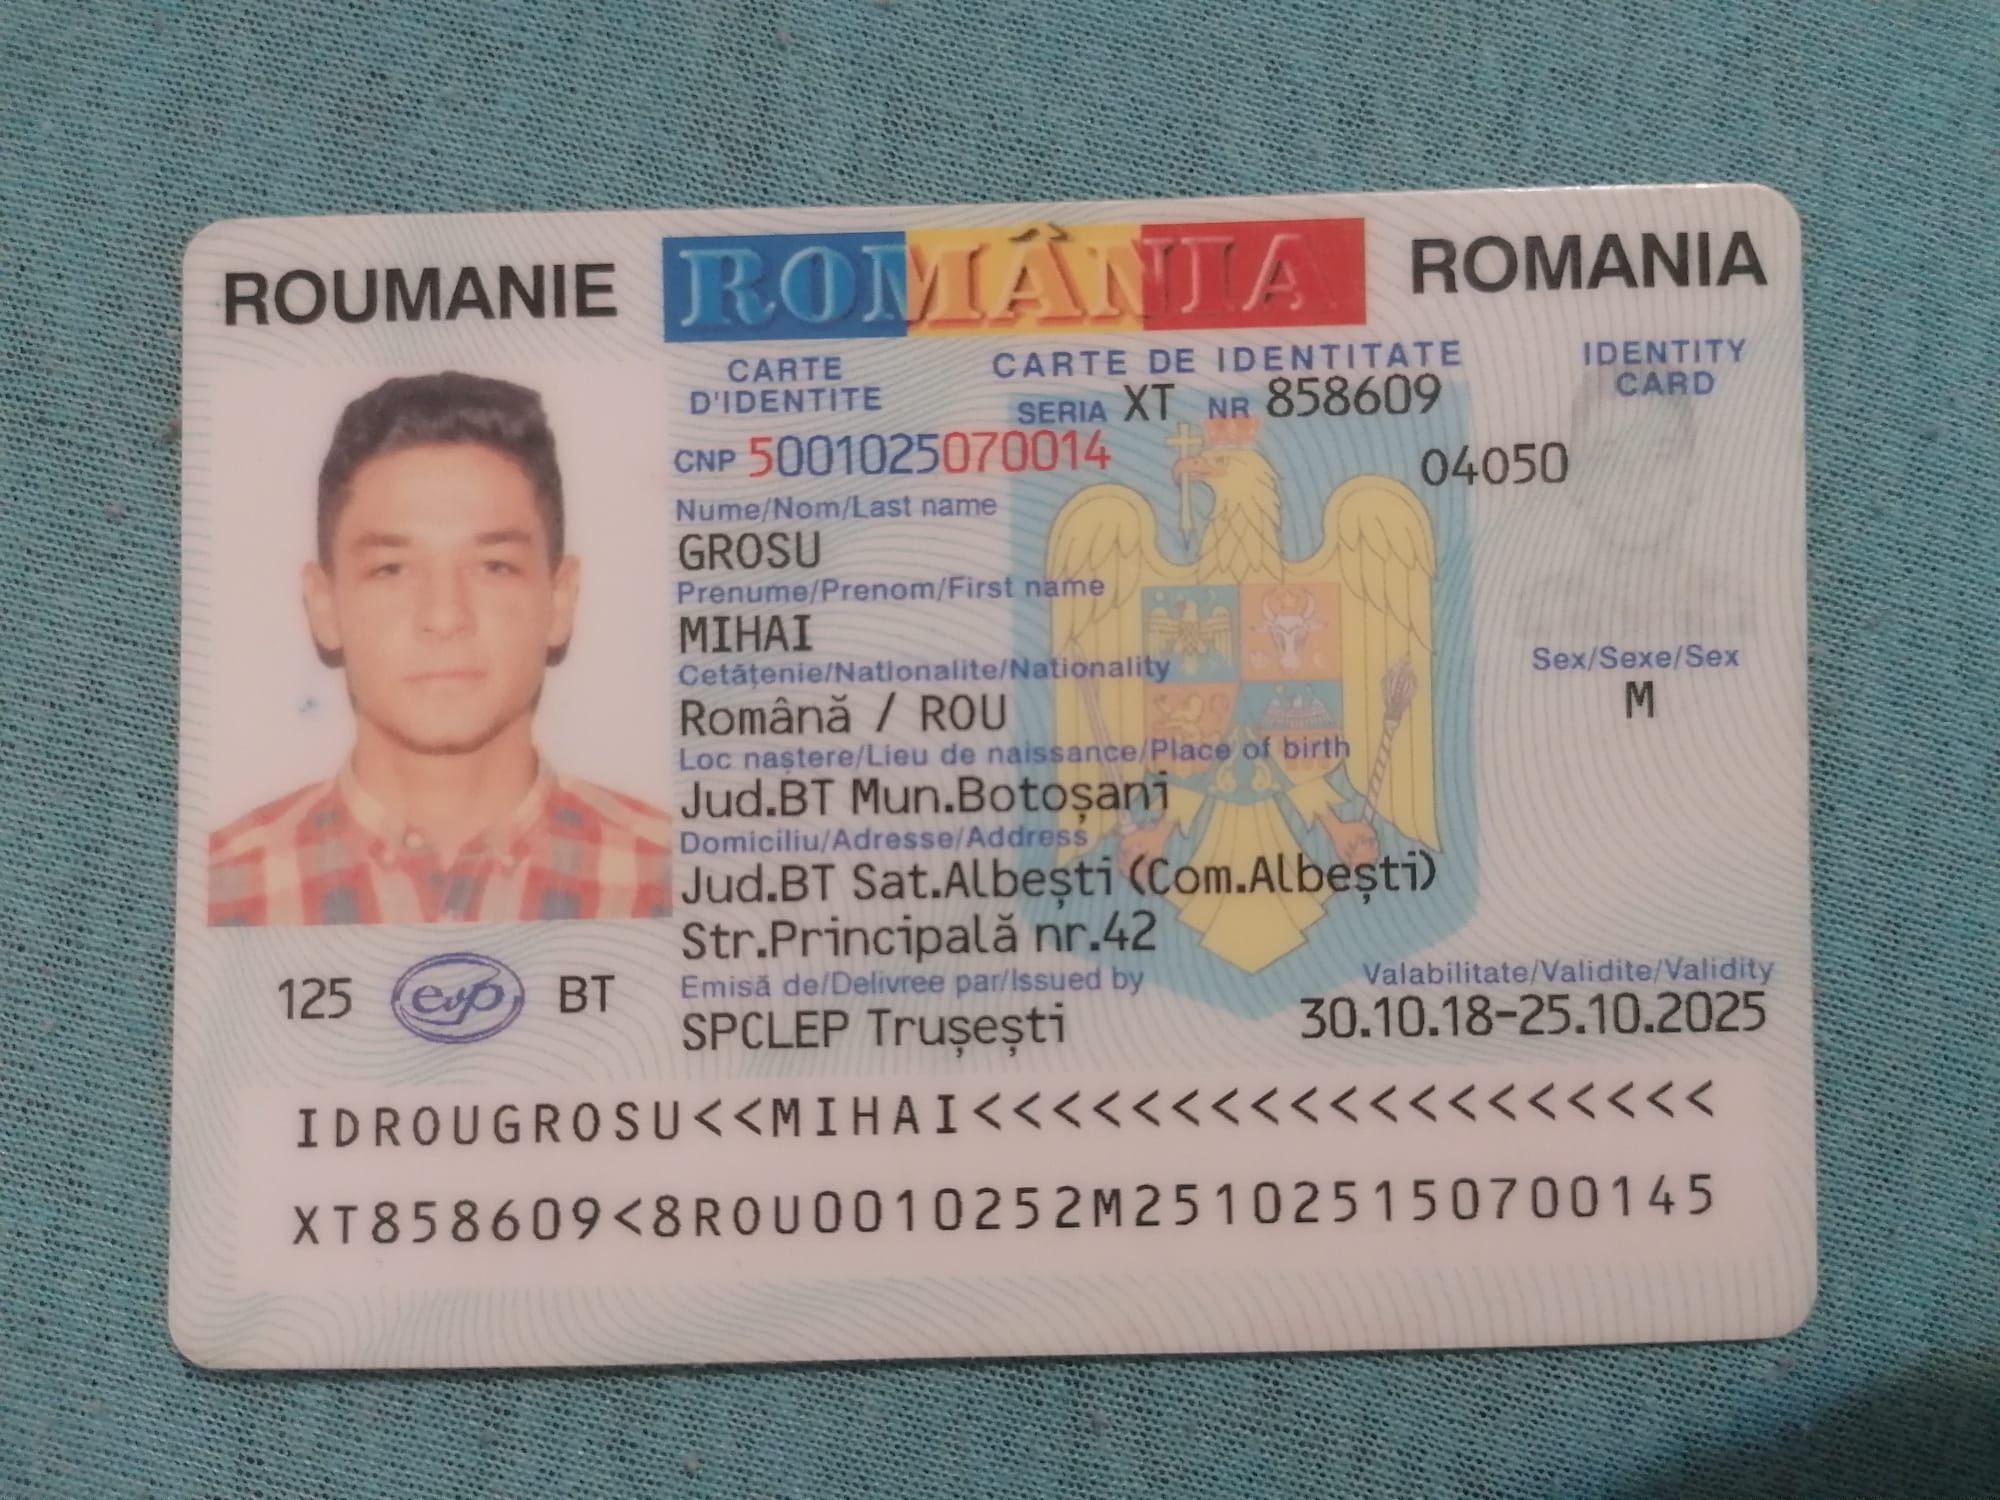 ROUMANIE
ROMÂNIA
ROMANIA
CARTE
D'IDENTITE
CARTE DE IDENTITATE
IDENTITY
CARD
SERIA XT NR 858609
CNP 5001025070014
04050
Nume/Nom/Last name
GROSU
Prenume/Prenom/First name
MIHAI
Cetățenie/Nationalite/Nationality
Română / ROU
Sex/Sexe/Sex
M
Loc naștere/Lieu de naissance/Place of birth
Jud.BT Mun.Botoșani
Domiciliu/Adresse/Address
Jud.BT Sat.Albești (Com.Albești)
Str.Principală nr.42
125 evp BT
Emisă de/Delivree par/Issued by
SPCLEP Trușești
Valabilitate/Validite/Validity
30.10.18-25.10.2025
IDROUGROSU<<MIHAI<<<<<<<<<<<<<<<<<<<
XT858609<8ROU0010252M251025150700145